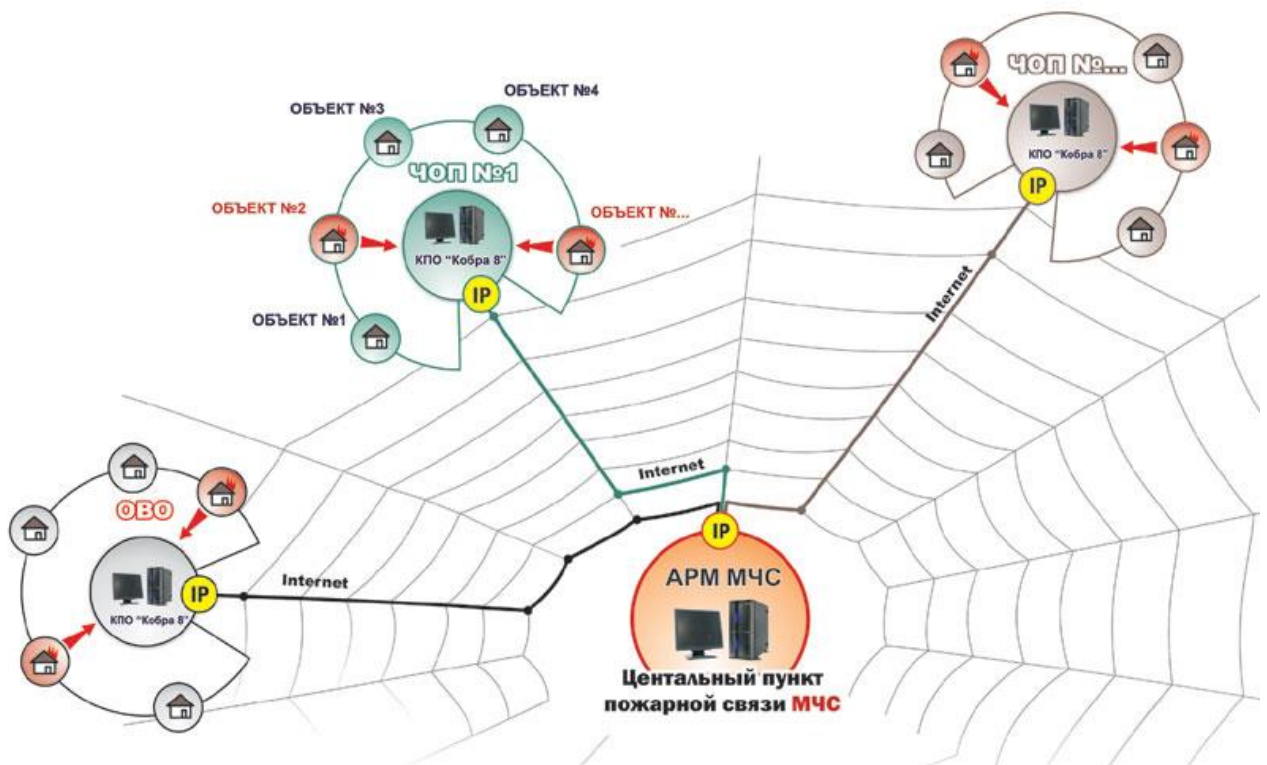 ОБЪЕКТ №4
ОБЪЕКТ №3
ЧОП №1
ОБЪЕКТ №2
ОБЪЕКТ №...
КПО "Кобра 8"
IP
ОБЪЕКТ №1
ЧОП №...
КПО "Кобра 8"
IP
Internet
Internet
ОВО
IP
КПО "Кобра 8"
Internet
IP
АРМ МЧС
Центальный пункт
пожарной связи МЧС